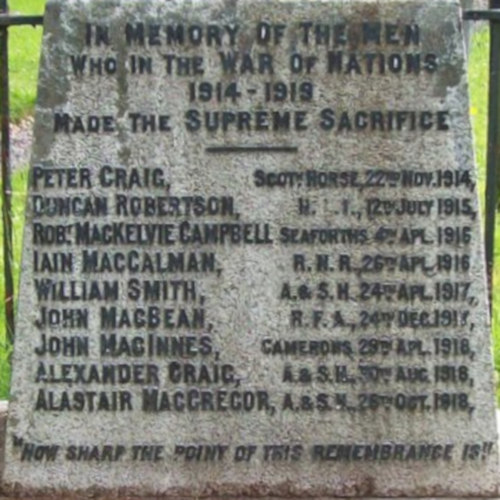 IN MEMORY OF THE MEN
WHO IN THE WAR OF NATIONS
1914-1919
MADE THE SUPREME SACRIFICE
PETER CRAIG, SCOT. HORSE, 22ND NOV. 1914,
DUNCAN ROBERTSON, H.L.I., 12TH JULY 1915,
ROBT. MACKELVIE CAMPBELL SEAFORTHS 4TH APL. 1916
IAIN MACCALMAN, R.N.R., 26TH APL. 1916
WILLIAM SMITH, A.& S.H. 24TH APL. 1917,
JOHN MACBEAN, R.F.A., 24TH DEC. 1917,
JOHN MACINNES, CAMERONS 29TH APL. 1918,
ALEXANDER CRAIG, A.& S.H., 30TH AUG 1918,
ALASTAIR MACGREGOR, A.& S.H., 26TH OCT. 1918,
"HOW SHARP THE POINT OF THIS REMEMBRANCE IS"